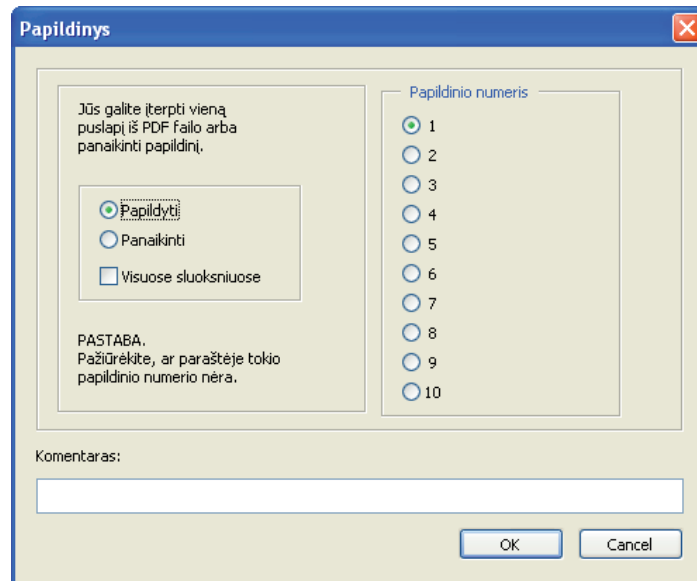 Papildinys
Jūs galite įterpti vieną
puslapį iš PDF failo arba
panaikinti papildinį.
Papildyti
Panaikinti
Visuose sluoksniuose
PASTABA.
Pažiūrėkite, ar paraštėje tokio
papildinio numerio nėra.
Papildinio numeris
1
2
3
4
5
6
7
8
9
10
Komentaras:
OK
Cancel